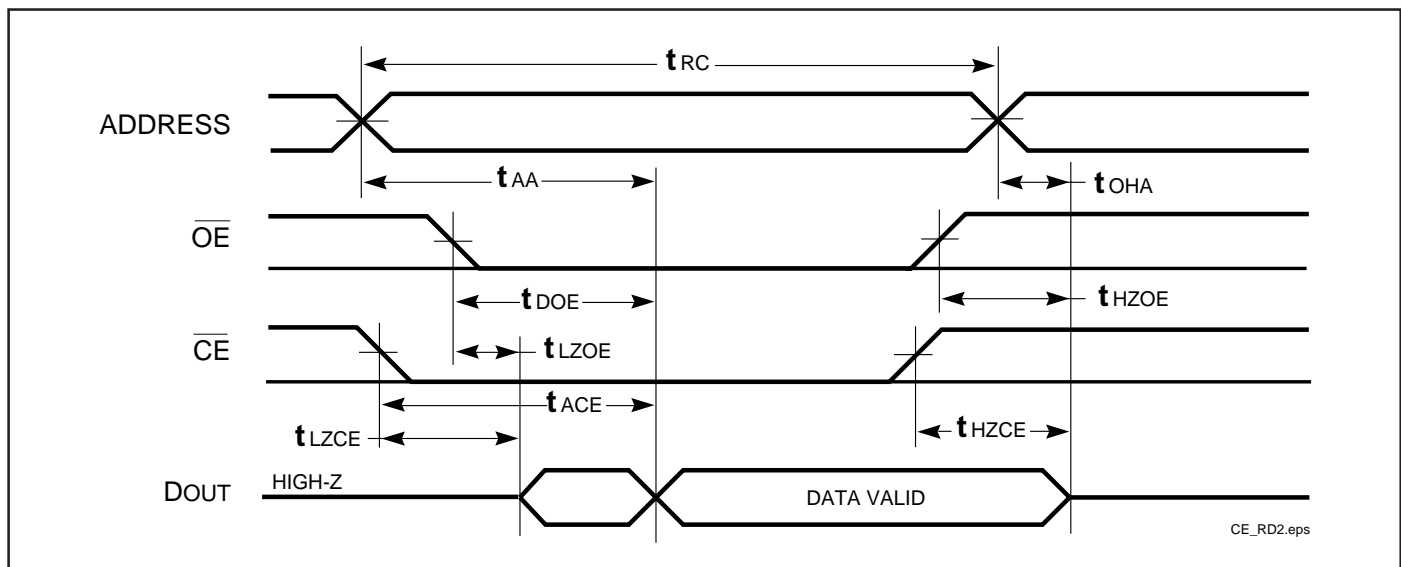 tRC
ADDRESS
tAA
tOHA
OE
tDOE
tHZOE
CE
tLZOE
tACE
tLZCE
tHZCE
DOUT
HIGH-Z
DATA VALID
CE_RD2.eps